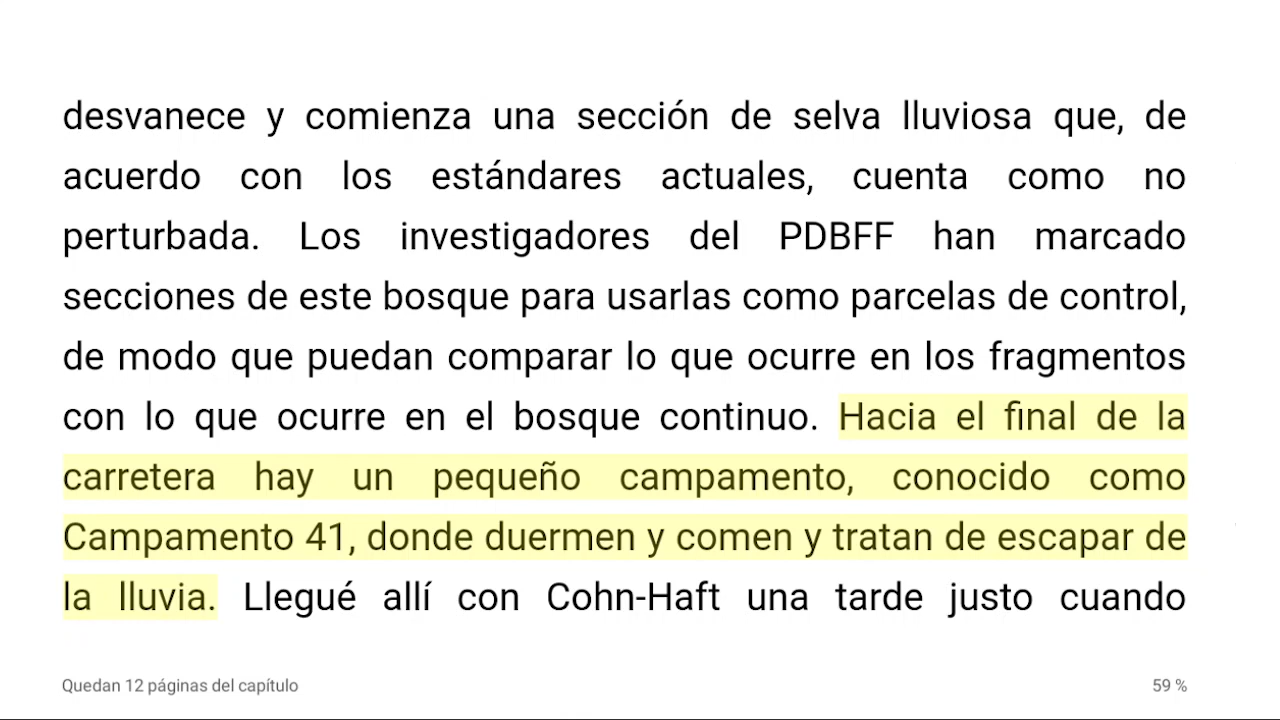 desvanece y comienza una sección de selva lluviosa que, de
acuerdo con los estándares actuales, cuenta como no
perturbada. Los investigadores del PDBFF han marcado
secciones de este bosque para usarlas como parcelas de control,
de modo que puedan comparar lo que ocurre en los fragmentos
con lo que ocurre en el bosque continuo. Hacia el final de la
carretera hay un pequeño campamento, conocido como
Campamento 41, donde duermen y comen y tratan de escapar de
la lluvia. Llegué allí con Cohn-Haft una tarde justo cuando
Quedan 12 páginas del capítulo
59 %